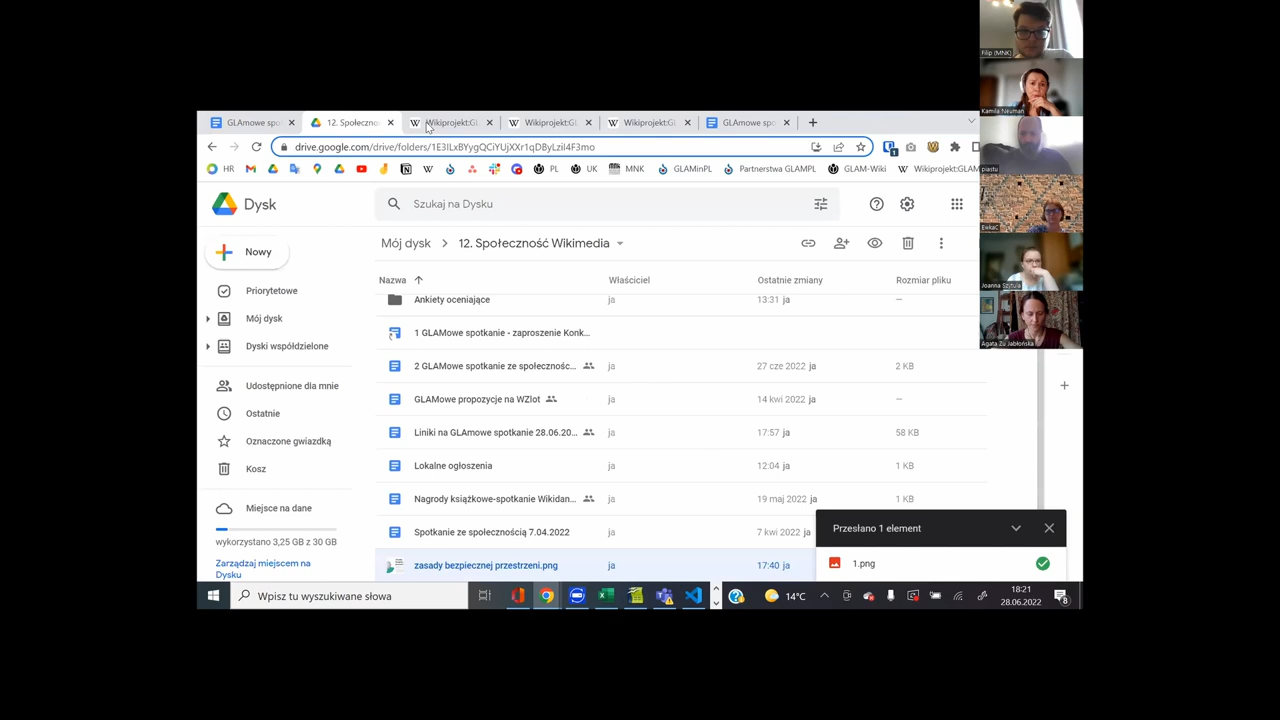 Filip (MNK)
Kamila Neuman
piastu
EwkaC
Joanna Szytuła
Agata Żu Jabłońska
GLAmowe spo
12. Społeczno
Wikiprojekt:GL
Wikiprojekt:GL
Wikiprojekt:GL
GLAmowe spo
drive.google.com/drive/folders/1E3ILxBYygQCiYUjXXr1qDByLziI4F3mo
HR
PL
UK
MNK
GLAMinPL
Partnerstwa GLAMPL
GLAM-Wiki
Wikiprojekt:GLAM
Dysk
Szukaj na Dysku
Nowy
Mój dysk
12. Społeczność Wikimedia
Nazwa
Właściciel
Ostatnie zmiany
Rozmiar pliku
Priorytetowe
Mój dysk
Dyski współdzielone
Udostępnione dla mnie
Ostatnie
Oznaczone gwiazdką
Kosz
Miejsce na dane
wykorzystano 3,25 GB z 30 GB
Zarządzaj miejscem na
Dysku
Ankiety oceniające ja 13:31 ja –
1 GLAMowe spotkanie - zaproszenie Konk...
2 GLAMowe spotkanie ze społecznośc... ja 27 cze 2022 ja 2 KB
GLAMowe propozycje na WZlot ja 14 kwi 2022 ja –
Liniki na GLAmowe spotkanie 28.06.20... ja 17:57 ja 58 KB
Lokalne ogłoszenia ja 12:04 ja 1 KB
Nagrody książkowe-spotkanie Wikidan... ja 19 maj 2022 ja 1 KB
Spotkanie ze społecznością 7.04.2022 ja 7 kwi 2022 ja
zasady bezpiecznej przestrzeni.png ja 17:40 ja
Przesłano 1 element
1.png
Wpisz tu wyszukiwane słowa
14°C
18:21
28.06.2022
8